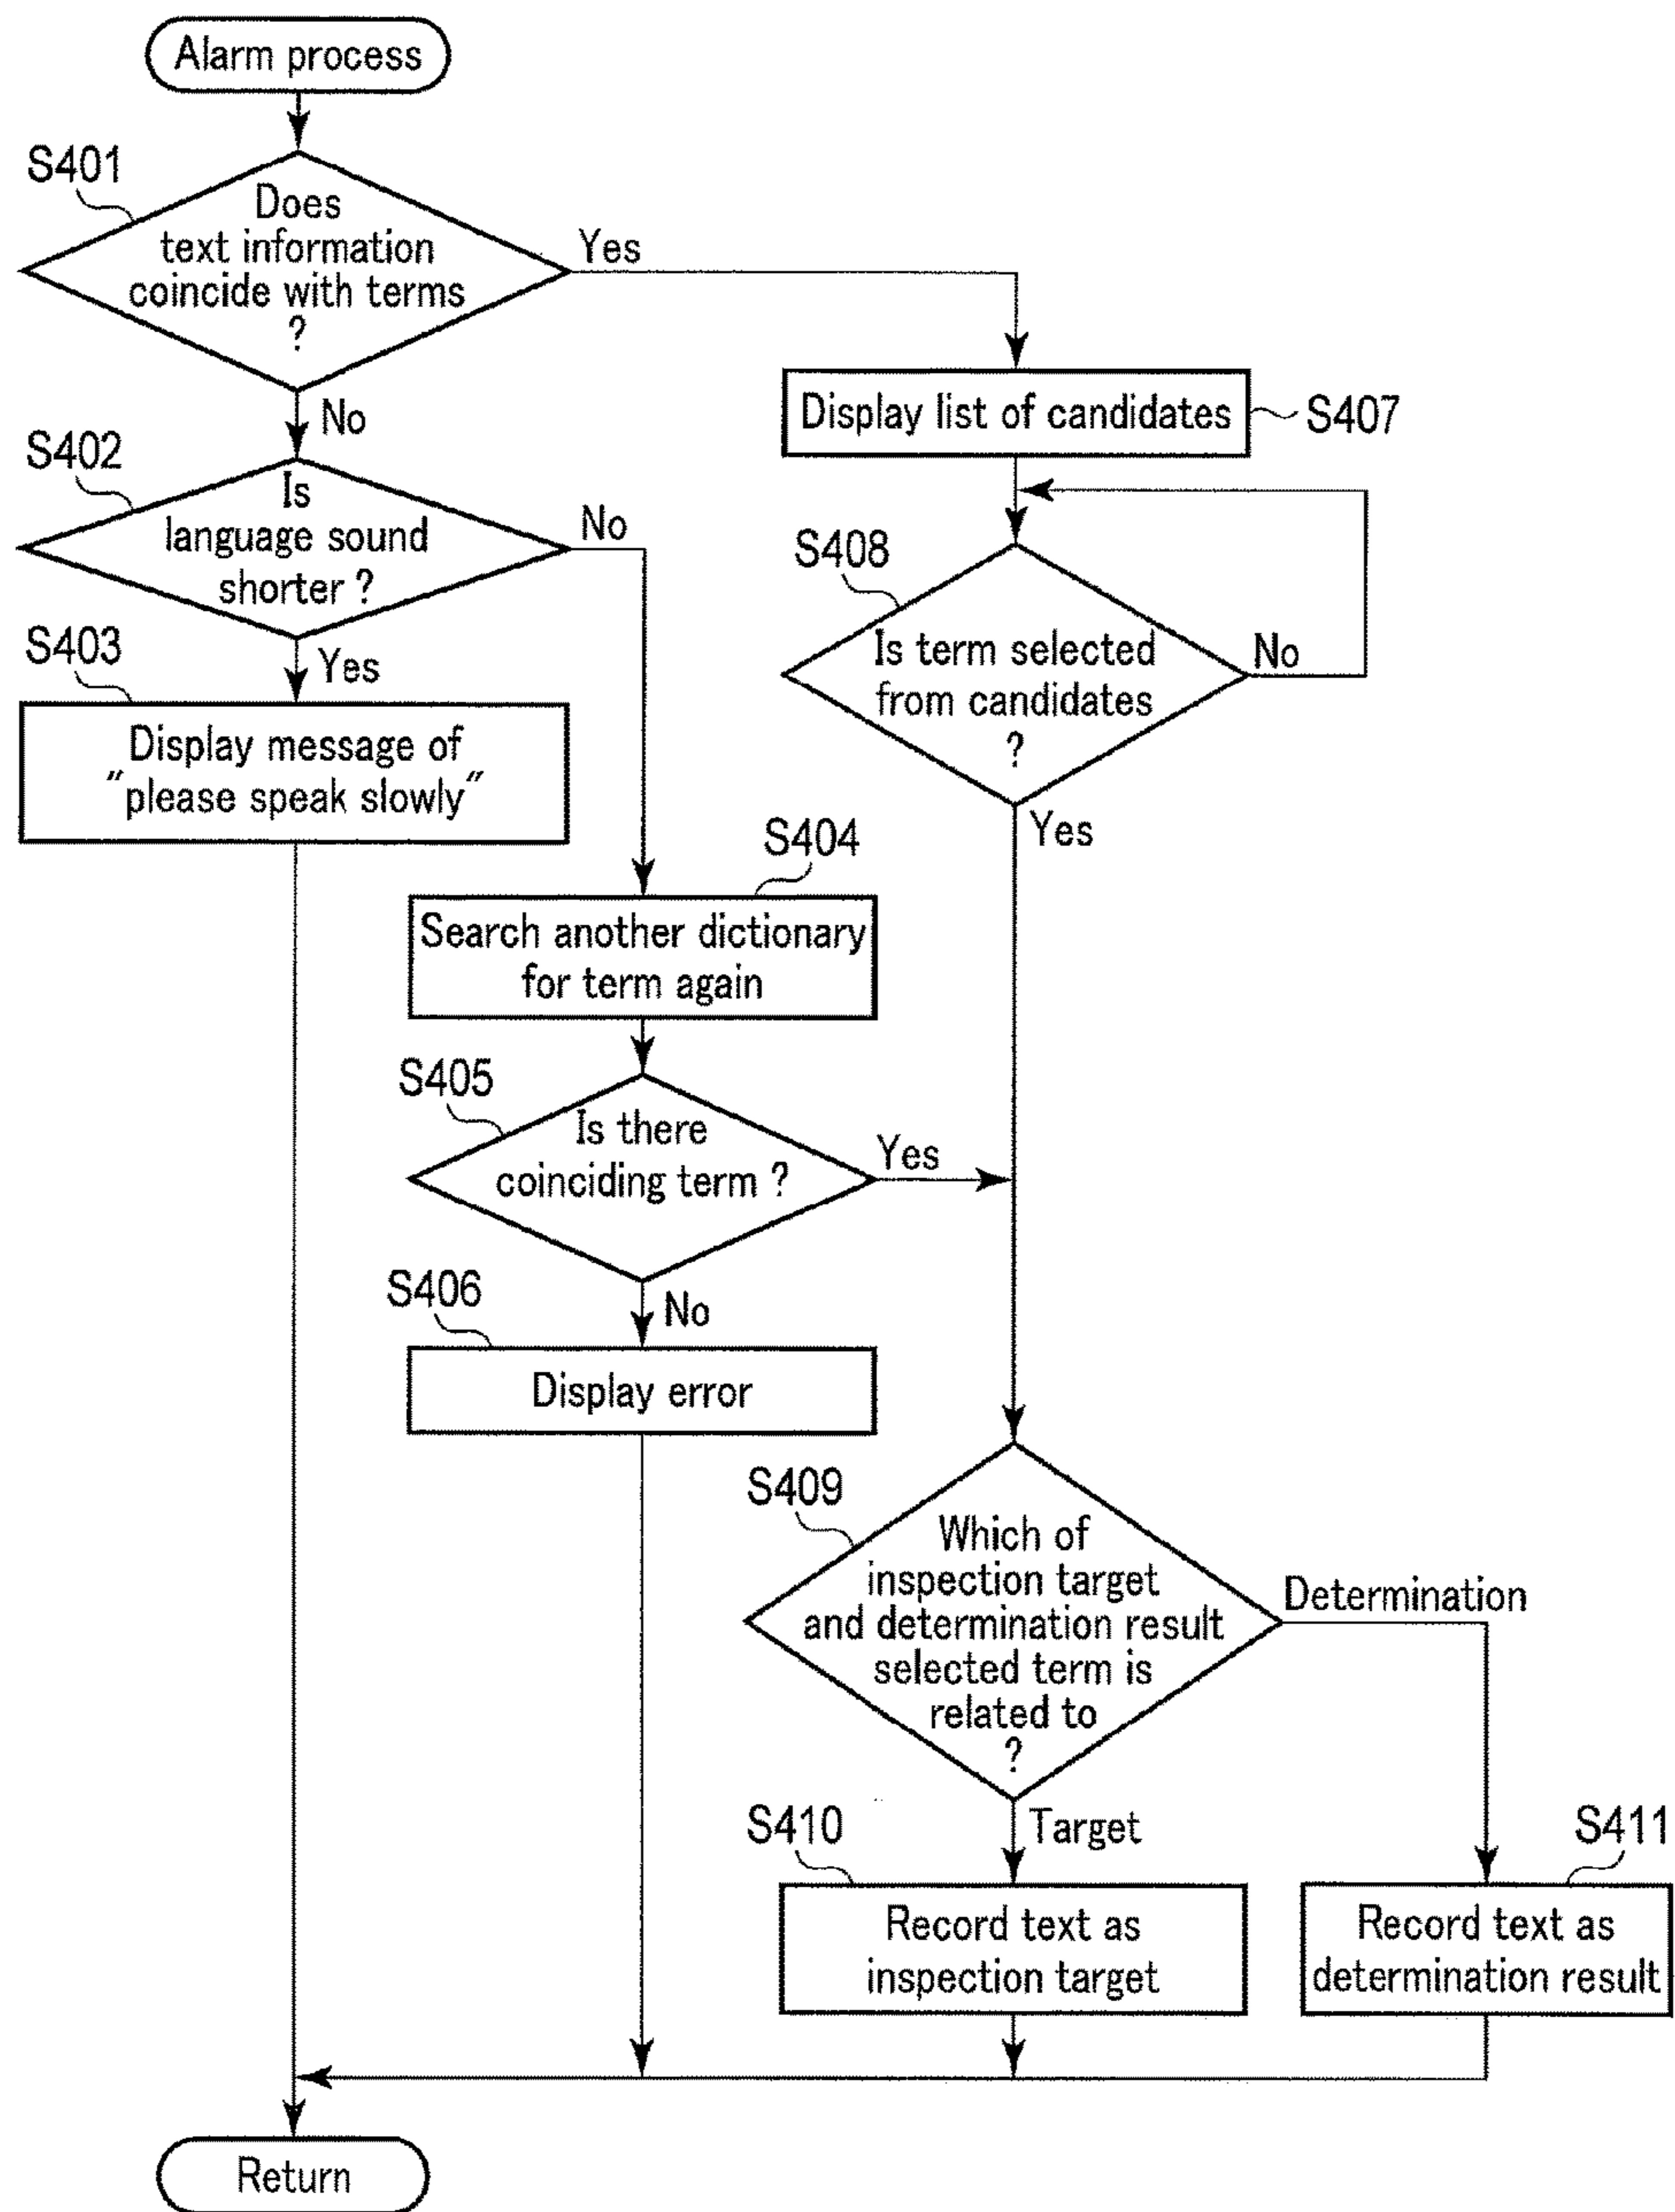 Alarm process
S401
Does
text information
coincide with terms
?
Yes
No
S402
Is
language sound
shorter ?
No
Yes
S403
Display message of
"please speak slowly"
S404
Search another dictionary
for term again
S405
Is there
coinciding term ?
Yes
No
S406
Display error
Display list of candidates
S407
S408
Is term selected
from candidates
?
No
Yes
S409
Which of
inspection target
and determination result
selected term is
related to
?
Determination
Target
S410
Record text as
inspection target
S411
Record text as
determination result
Return